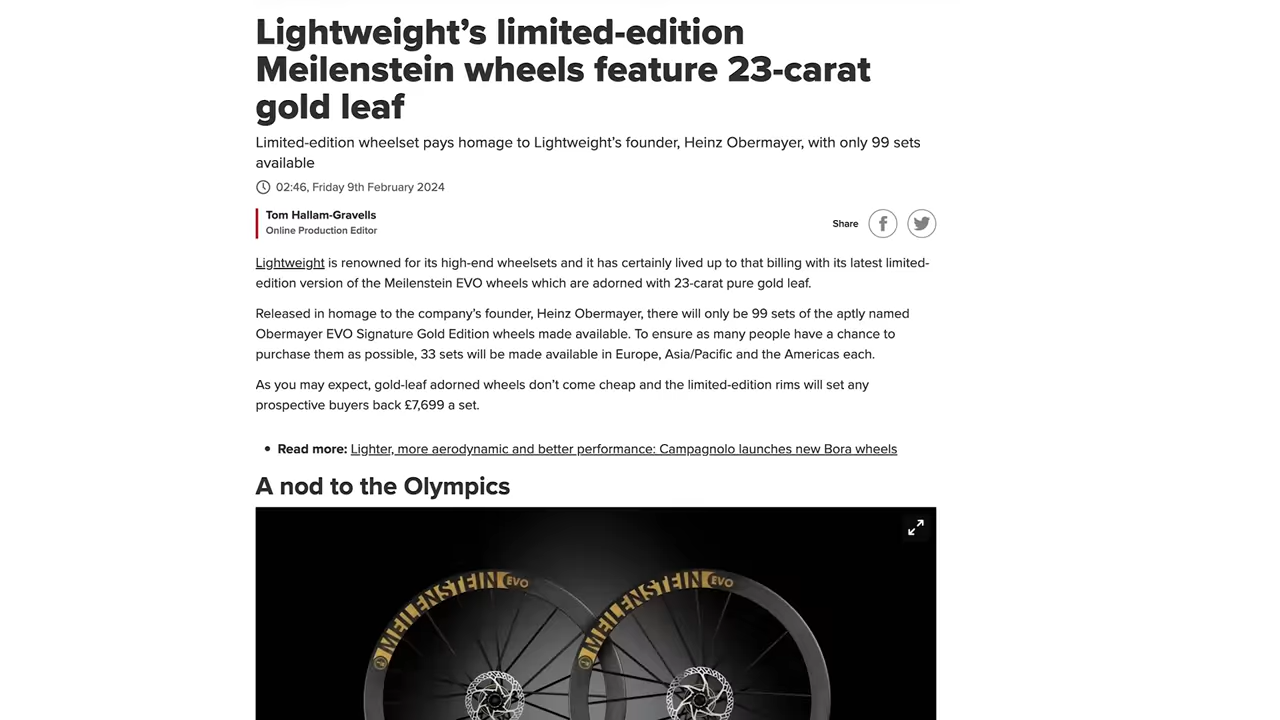 Lightweight’s limited-edition
Meilenstein wheels feature 23-carat
gold leaf
Limited-edition wheelset pays homage to Lightweight’s founder, Heinz Obermayer, with only 99 sets
available
02:46, Friday 9th February 2024
Tom Hallam-Gravells
Online Production Editor
Share
Lightweight is renowned for its high-end wheelsets and it has certainly lived up to that billing with its latest limited-
edition version of the Meilenstein EVO wheels which are adorned with 23-carat pure gold leaf.
Released in homage to the company’s founder, Heinz Obermayer, there will only be 99 sets of the aptly named
Obermayer EVO Signature Gold Edition wheels made available. To ensure as many people have a chance to
purchase them as possible, 33 sets will be made available in Europe, Asia/Pacific and the Americas each.
As you may expect, gold-leaf adorned wheels don’t come cheap and the limited-edition rims will set any
prospective buyers back £7,699 a set.
• Read more: Lighter, more aerodynamic and better performance: Campagnolo launches new Bora wheels
A nod to the Olympics
MEILENSTEIN EVO
MEILENSTEIN EVO